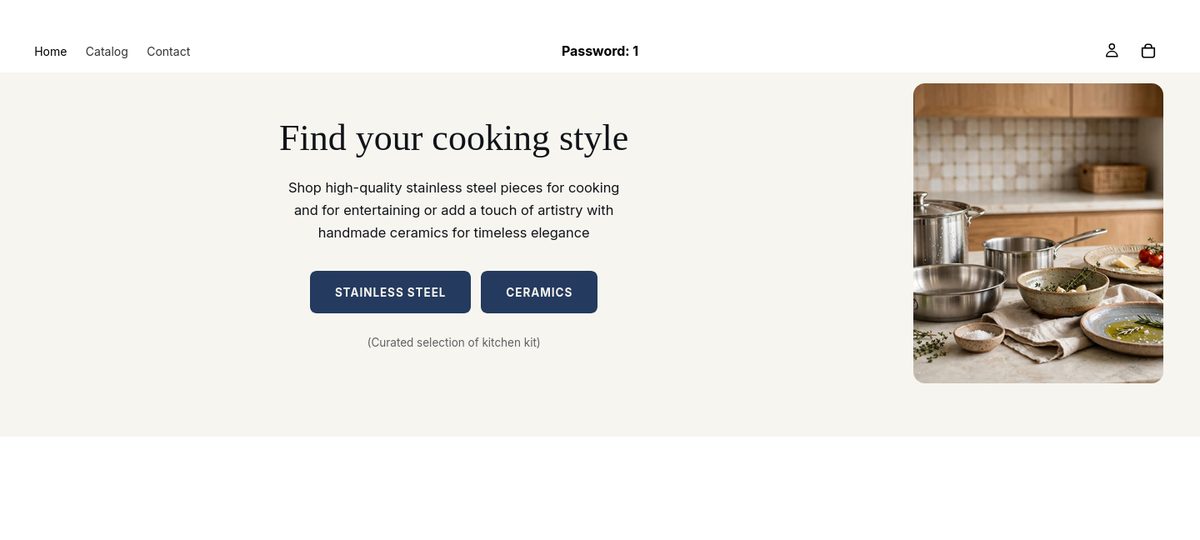 Home Catalog Contact Password: 1
Find your cooking style
Shop high-quality stainless steel pieces for cooking
and for entertaining or add a touch of artistry with
handmade ceramics for timeless elegance
STAINLESS STEEL CERAMICS
(Curated selection of kitchen kit)